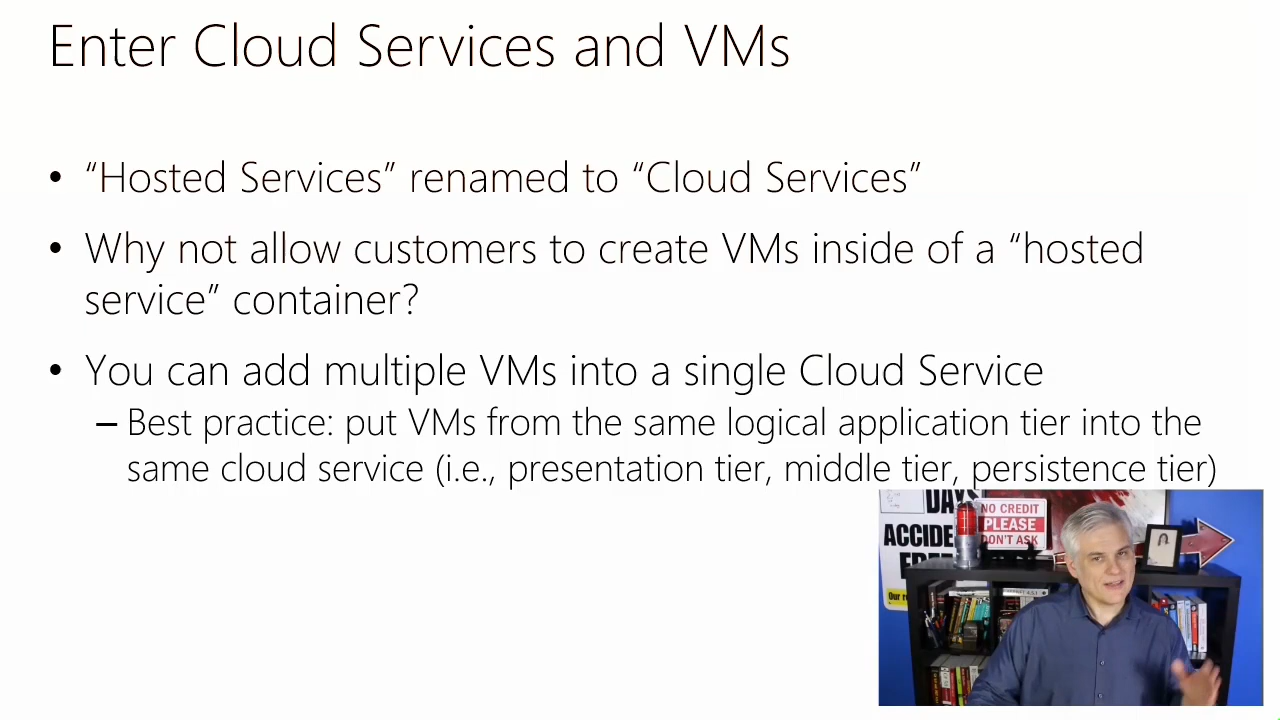 Enter Cloud Services and VMs
• “Hosted Services” renamed to “Cloud Services”
• Why not allow customers to create VMs inside of a “hosted
service” container?
• You can add multiple VMs into a single Cloud Service
– Best practice: put VMs from the same logical application tier into the
same cloud service (i.e., presentation tier, middle tier, persistence tier)
DAYS
ACCIDE
FREE
NO CREDIT
PLEASE
DON'T ASK